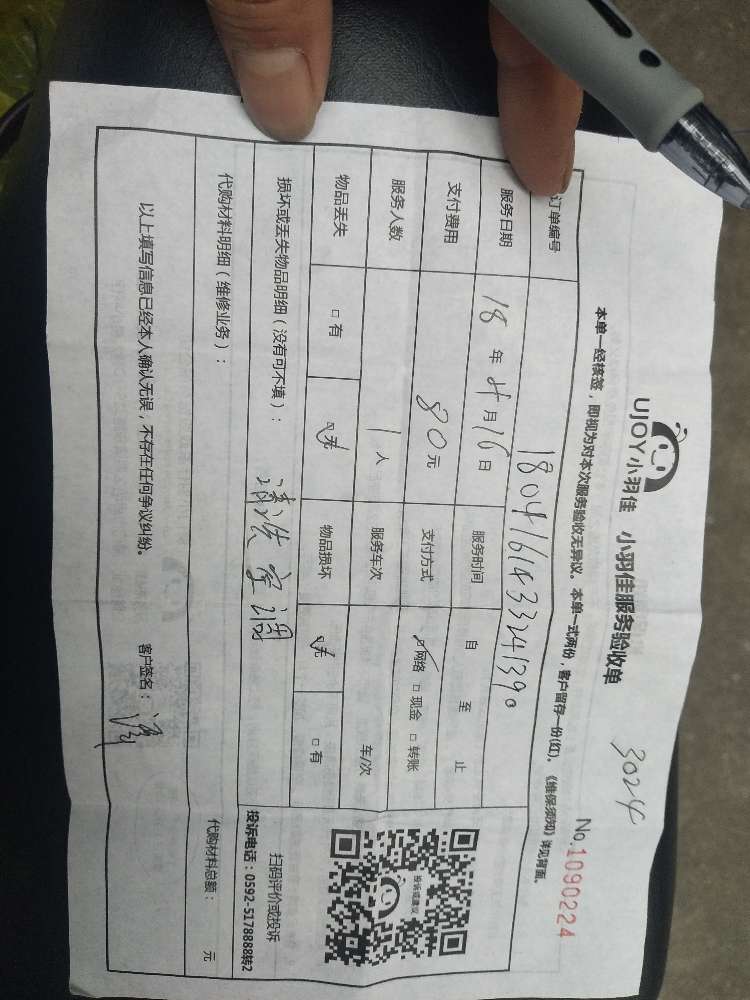 UJOY小羽佳 小羽佳服务验收单
3024
本单一经核签，即视为对本次服务验收无异议。本单一式两份，客户留存一份(红)。《维保须知》详见背面。
No.1090224
订单编号 1804161433241390
服务日期 18 年 4 月 16 日 服务时间 自 至 止
支付费用 80 元 支付方式 ☑网络 □现金 □转账
服务人数 1 人 服务车次 车/次
物品丢失 □有 ☑无 物品损坏 ☑无 □有
损坏或丢失物品明细（没有可不填）： 清洗空调
代购材料明细（维修业务）：
代购材料总额： 元
以上填写信息已经本人确认无误，不存在任何争议纠纷。 客户签名：
投诉或建议
扫码评价或投诉
投诉电话：0592-5178888转2